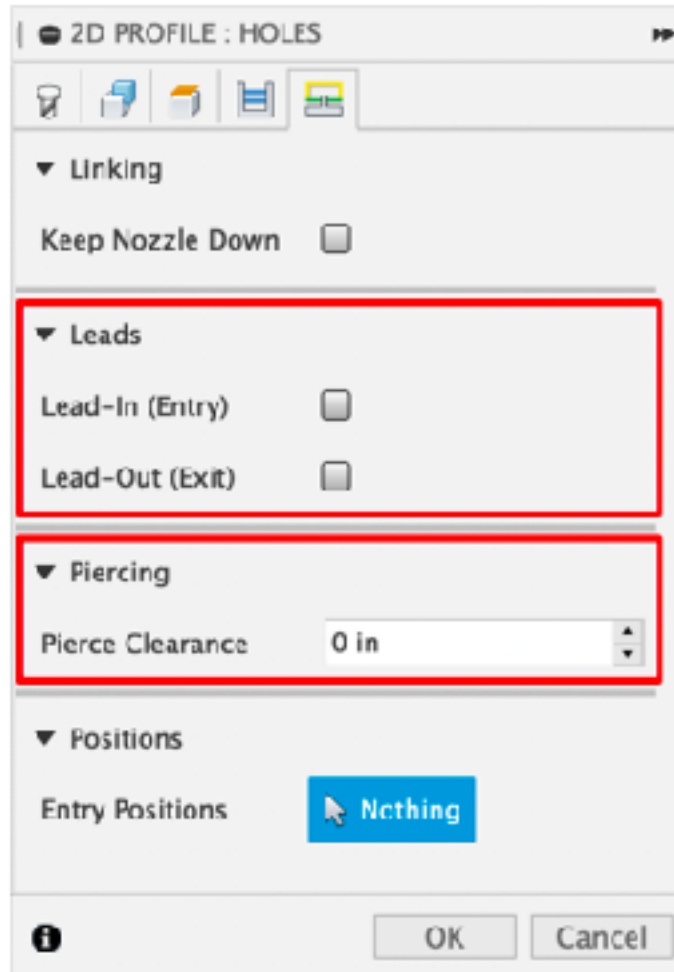 2D PROFILE : HOLES
Linking
Keep Nozzle Down
Leads
Lead-In (Entry)
Lead-Out (Exit)
Piercing
Pierce Clearance 0 in
Positions
Entry Positions Nothing
OK Cancel